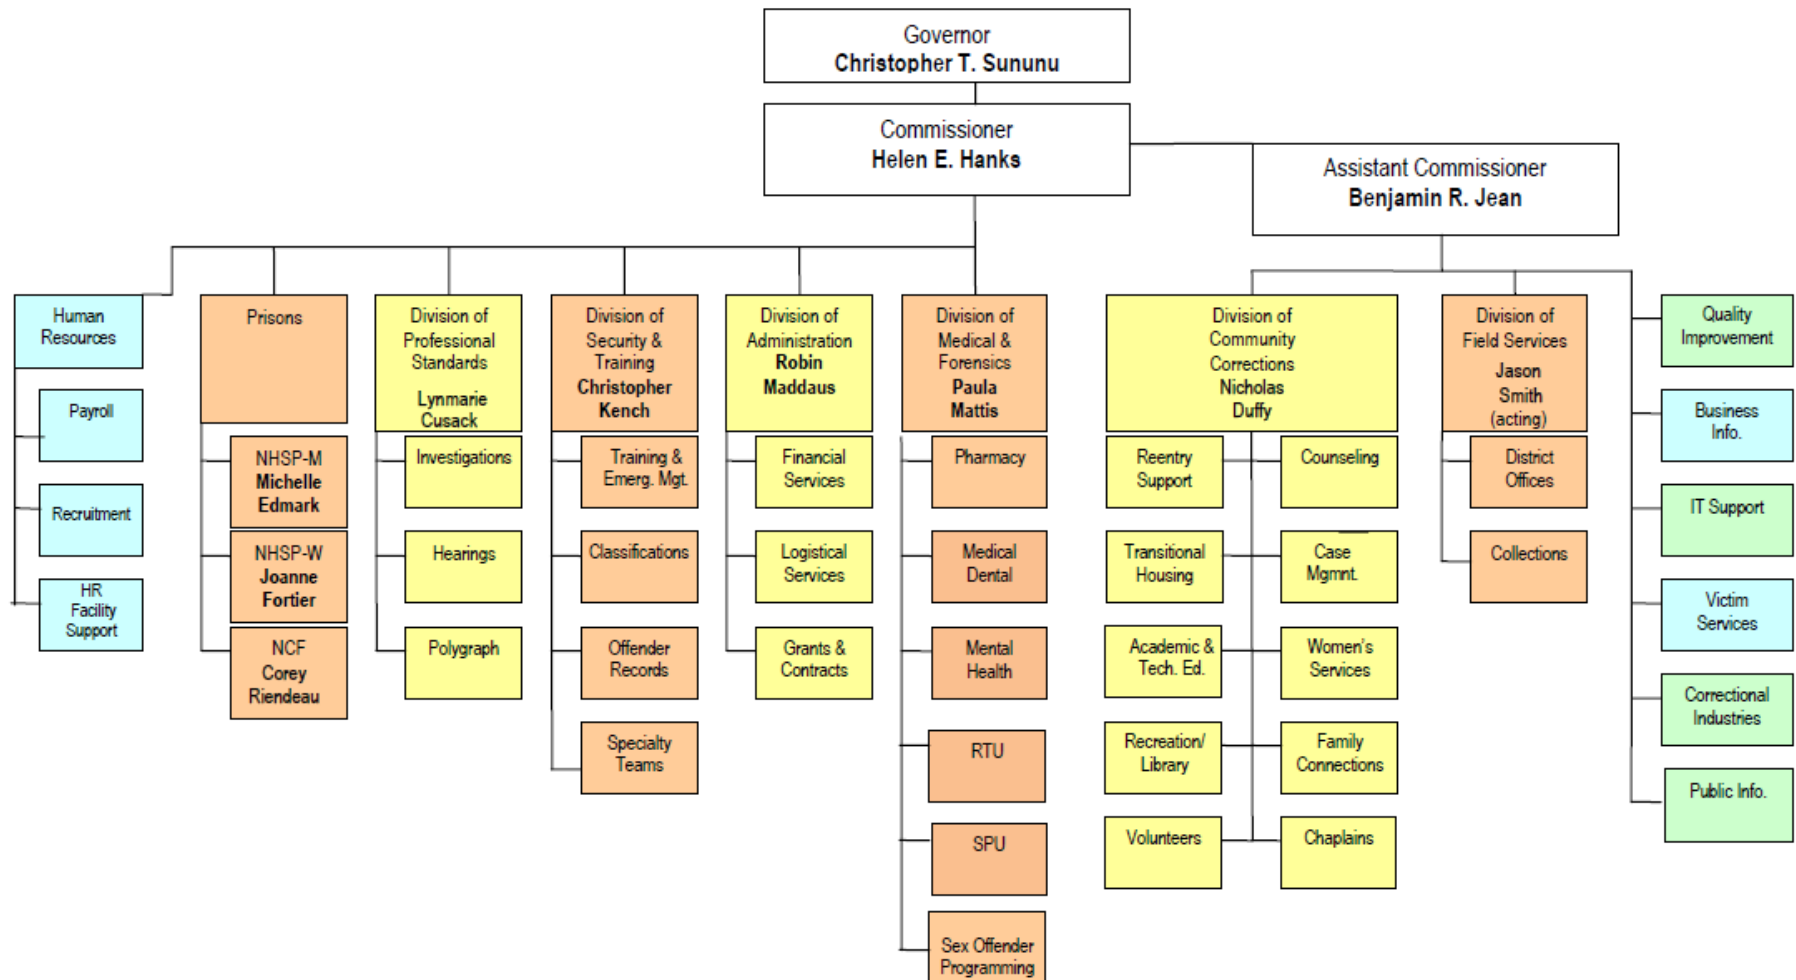 Governor
Christopher T. Sununu
Commissioner
Helen E. Hanks
Assistant Commissioner
Benjamin R. Jean
Human
Resources
Payroll
Recruitment
HR
Facility
Support
Prisons
NHSP-M
Michelle
Edmark
NHSP-W
Joanne
Fortier
NCF
Corey
Riendeau
Division of
Professional
Standards
Lynmarie
Cusack
Investigations
Hearings
Polygraph
Division of
Security &
Training
Christopher
Kench
Training &
Emerg. Mgt.
Classifications
Offender
Records
Specialty
Teams
Division of
Administration
Robin
Maddaus
Financial
Services
Logistical
Services
Grants &
Contracts
Division of
Medical &
Forensics
Paula
Mattis
Pharmacy
Medical
Dental
Mental
Health
RTU
SPU
Sex Offender
Programming
Division of
Community
Corrections
Nicholas
Duffy
Reentry
Support
Counseling
Transitional
Housing
Case
Mgmnt.
Academic &
Tech. Ed.
Women's
Services
Recreation/
Library
Family
Connections
Volunteers
Chaplains
Division of
Field Services
Jason
Smith
(acting)
District
Offices
Collections
Quality
Improvement
Business
Info.
IT Support
Victim
Services
Correctional
Industries
Public Info.